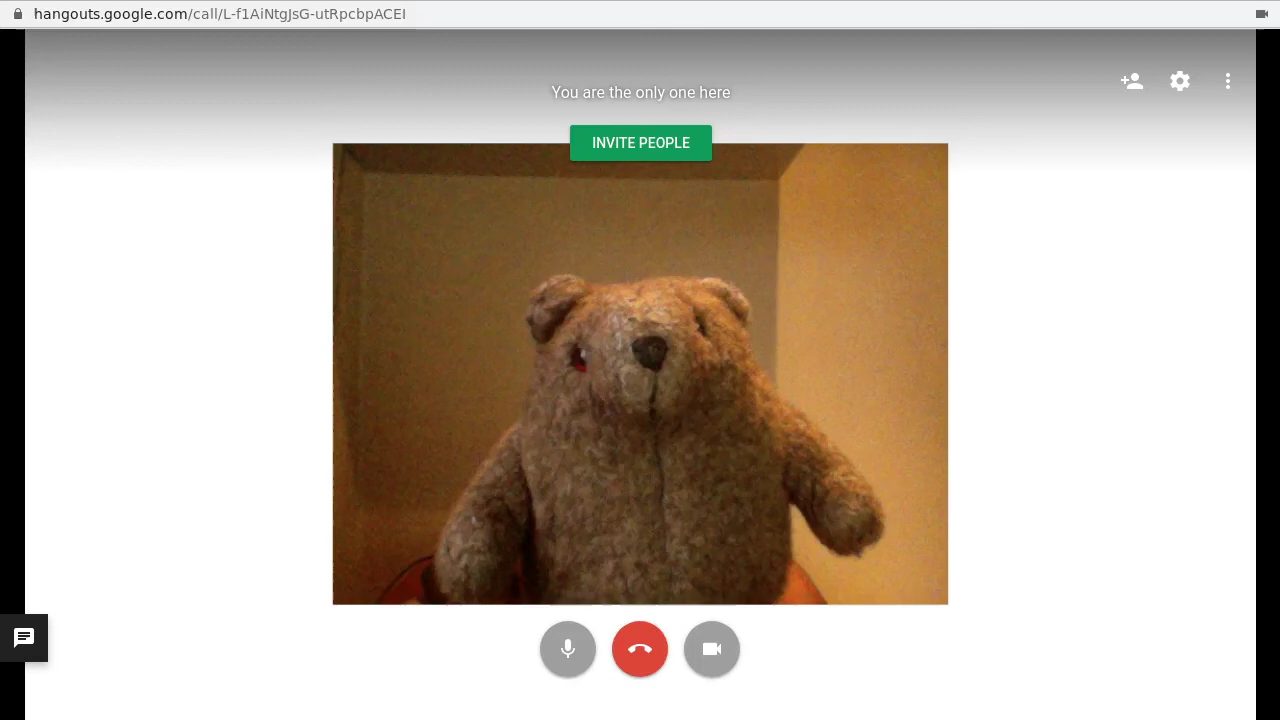 hangouts.google.com/call/L-f1AiNtgJsG-utRpcbpACEI
You are the only one here
INVITE PEOPLE